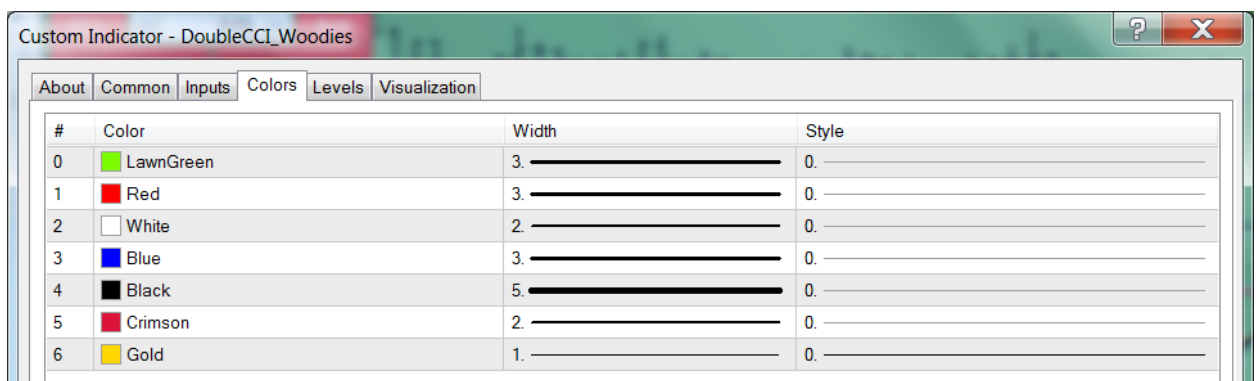 Custom Indicator - DoubleCCI_Woodies
?
X
About Common Inputs Colors Levels Visualization
# Color Width Style
0 LawnGreen 3. 0.
1 Red 3. 0.
2 White 2. 0.
3 Blue 3. 0.
4 Black 5. 0.
5 Crimson 2. 0.
6 Gold 1. 0.